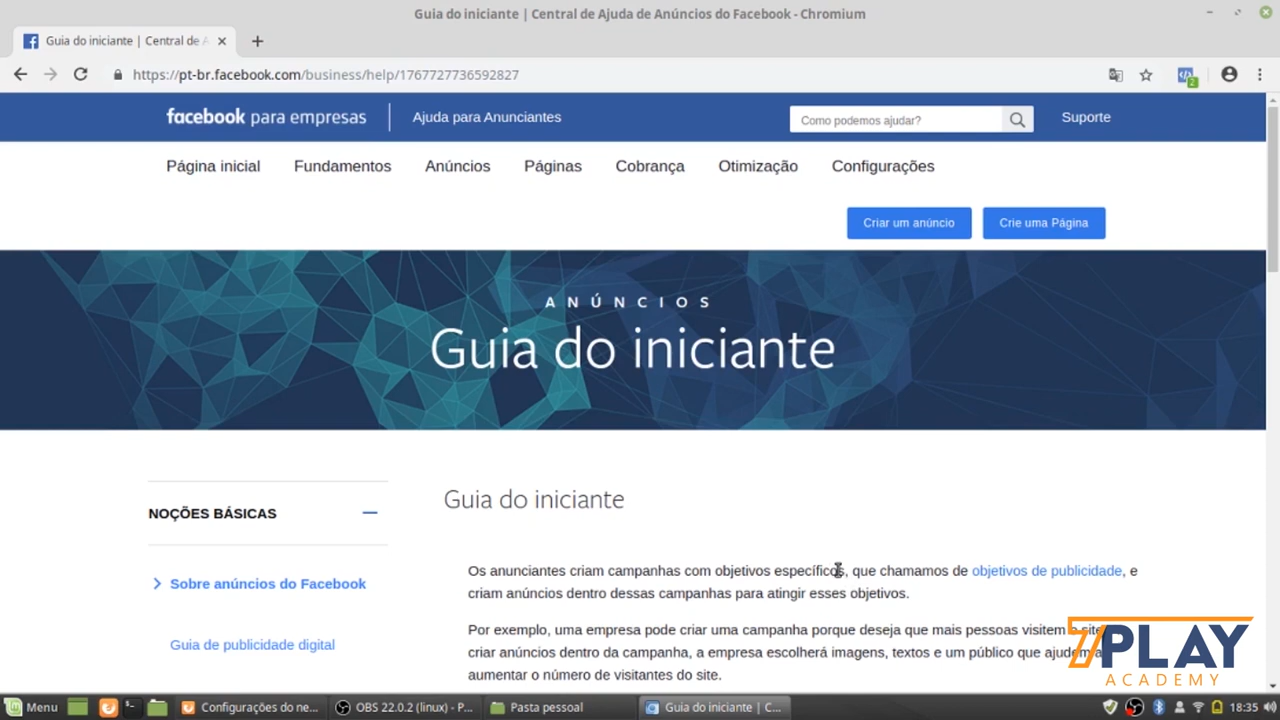 Guia do iniciante | Central de Ajuda de Anúncios do Facebook - Chromium
Guia do iniciante | Central de A
https://pt-br.facebook.com/business/help/1767727736592827
2
facebook para empresas
Ajuda para Anunciantes
Como podemos ajudar?
Suporte
Página inicial
Fundamentos
Anúncios
Páginas
Cobrança
Otimização
Configurações
Criar um anúncio
Crie uma Página
ANÚNCIOS
Guia do iniciante
NOÇÕES BÁSICAS
Sobre anúncios do Facebook
Guia de publicidade digital
Guia do iniciante
Os anunciantes criam campanhas com objetivos específicos, que chamamos de objetivos de publicidade, e
criam anúncios dentro dessas campanhas para atingir esses objetivos.
Por exemplo, uma empresa pode criar uma campanha porque deseja que mais pessoas visitem
criar anúncios dentro da campanha, a empresa escolherá imagens, textos e um público que ajudem
aumentar o número de visitantes do site.
7PLAY
ACADEMY
Menu
Configurações do ne...
OBS 22.0.2 (linux) - P...
Pasta pessoal
Guia do iniciante | C...
18:35